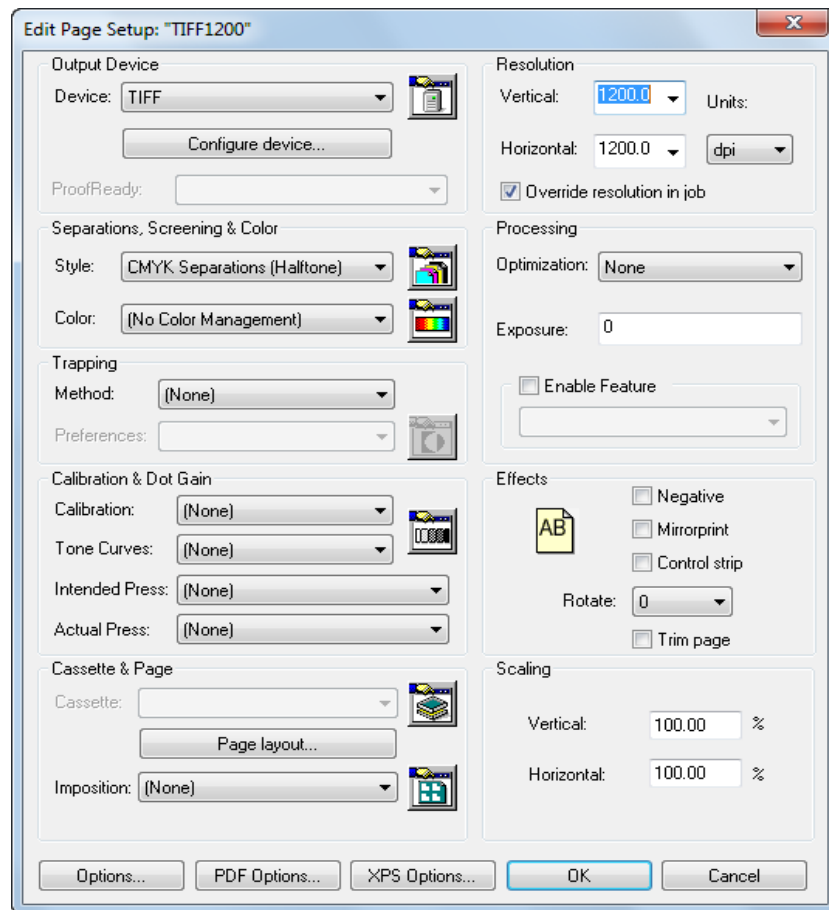 Edit Page Setup: "TIFF1200"
Output Device
Device: TIFF
Configure device...
ProofReady:
Separations, Screening & Color
Style: CMYK Separations (Halftone)
Color: (No Color Management)
Trapping
Method: (None)
Preferences:
Calibration & Dot Gain
Calibration: (None)
Tone Curves: (None)
Intended Press: (None)
Actual Press: (None)
Cassette & Page
Cassette:
Page layout...
Imposition: (None)
Resolution
Vertical: 1200.0 Units:
Horizontal: 1200.0 dpi
Override resolution in job
Processing
Optimization: None
Exposure: 0
Enable Feature
Effects
AB
Negative
Mirrorprint
Control strip
Rotate: 0
Trim page
Scaling
Vertical: 100.00 %
Horizontal: 100.00 %
Options... PDF Options... XPS Options... OK Cancel